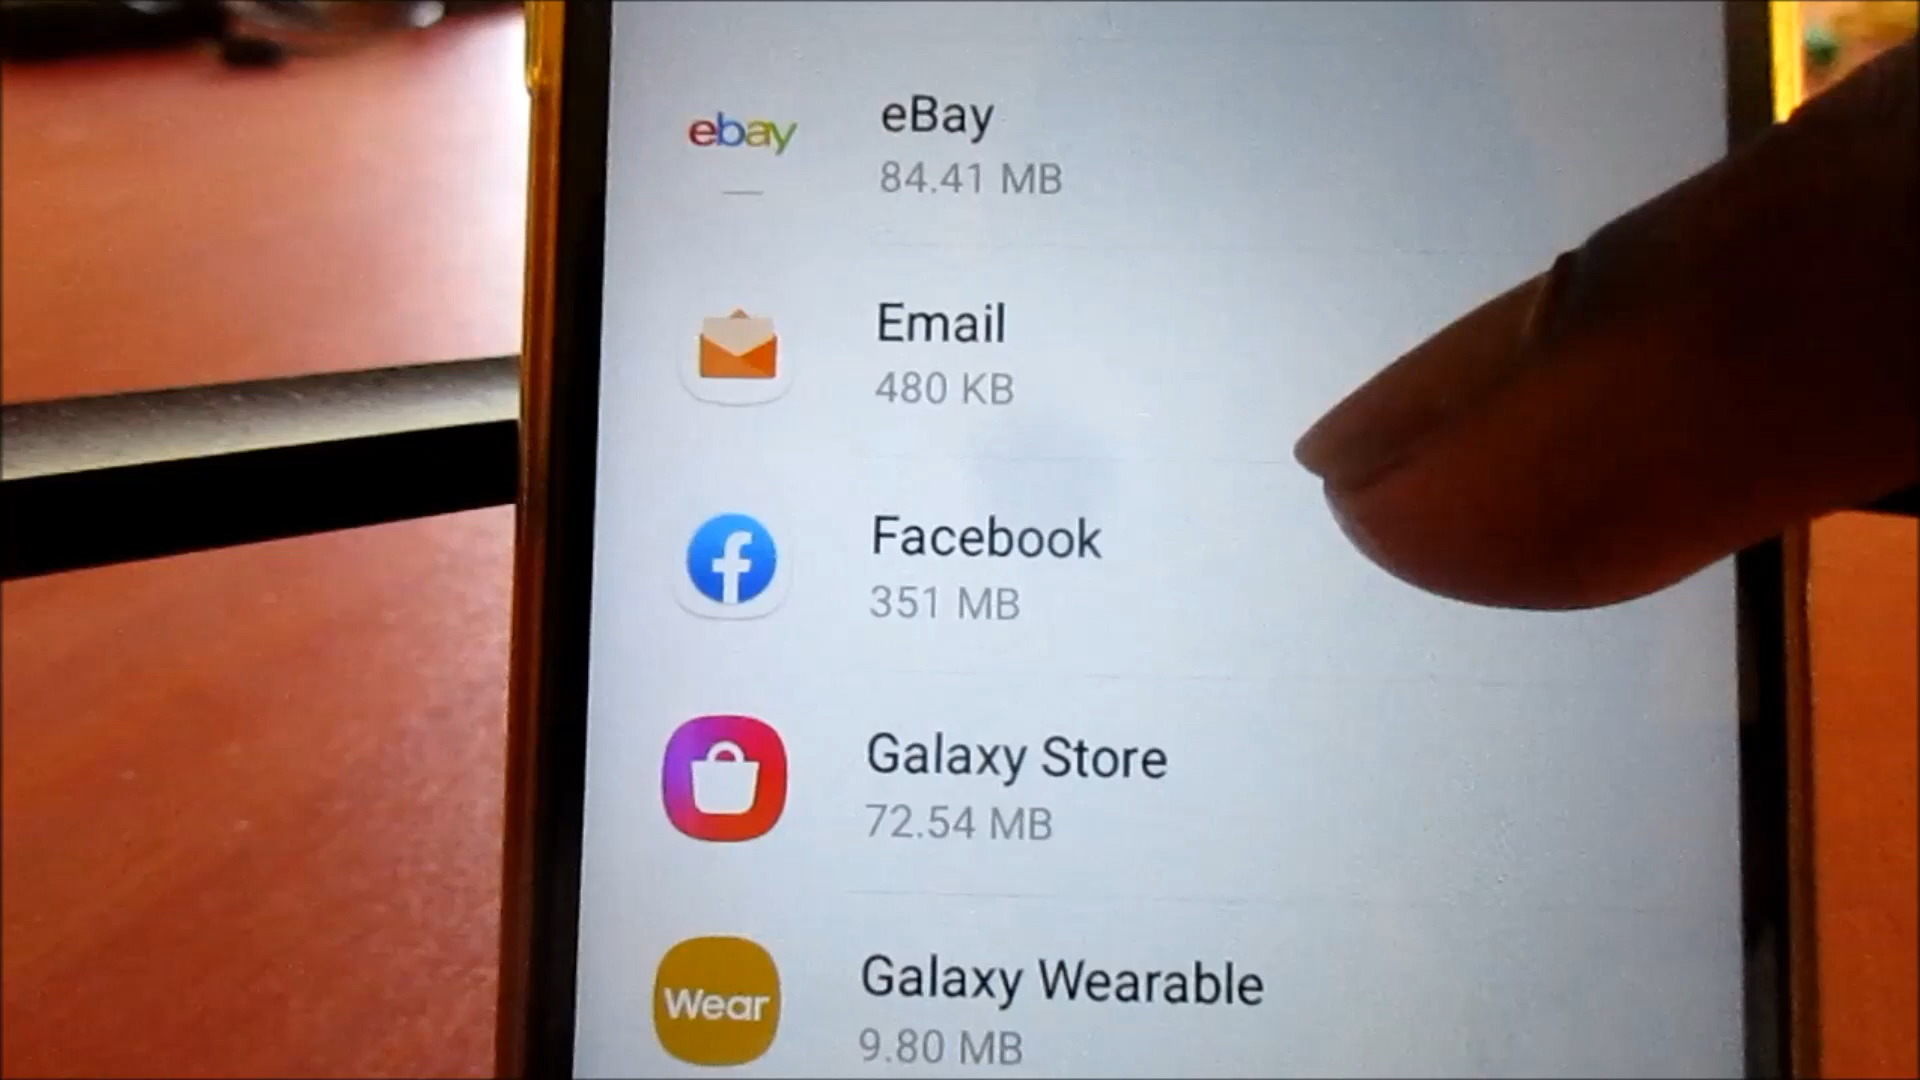 ebay
eBay
84.41 MB
Email
480 KB
Facebook
351 MB
Galaxy Store
72.54 MB
Wear
Galaxy Wearable
9.80 MB